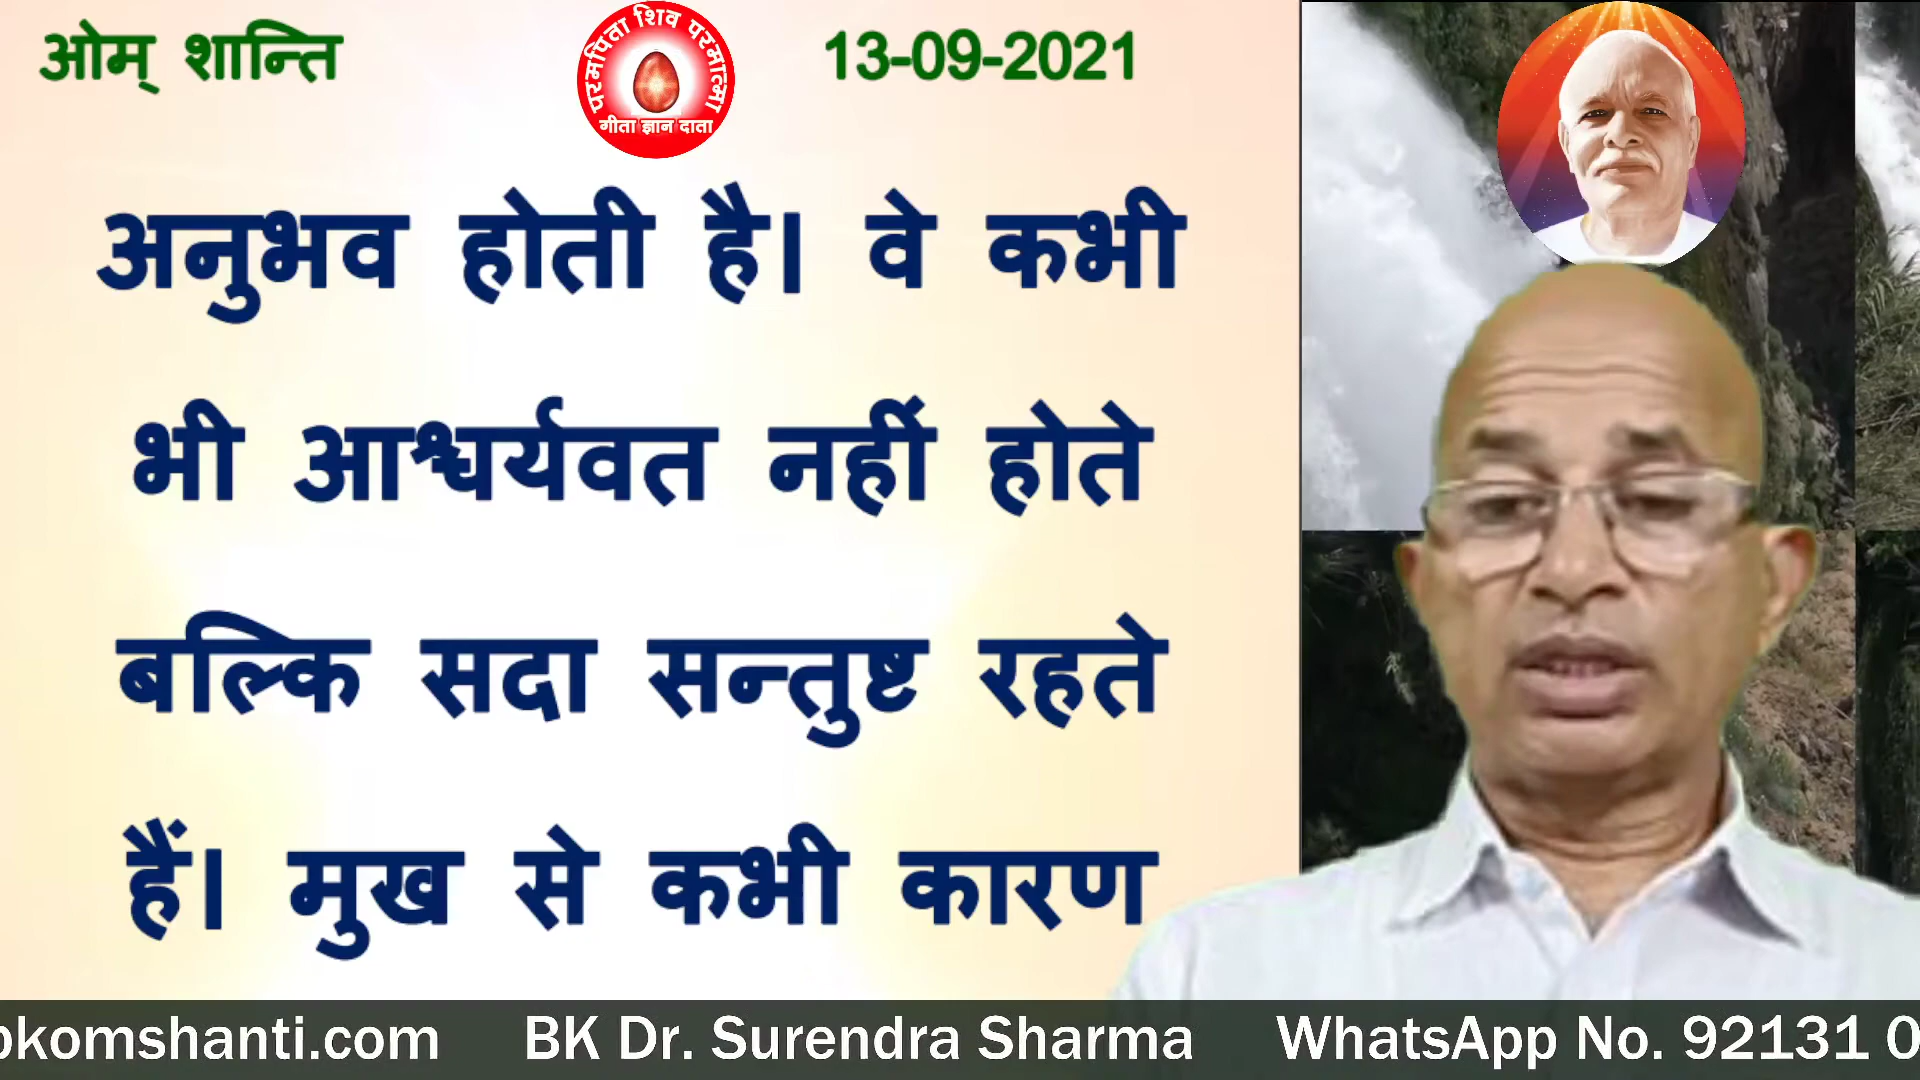 ओम् शान्ति
परमपिता शिव परमात्मा
गीता ज्ञान दाता
13-09-2021
अनुभव होती है। वे कभी
भी आश्चर्यवत नहीं होते
बल्कि सदा सन्तुष्ट रहते
हैं। मुख से कभी कारण
okomshanti.com BK Dr. Surendra Sharma WhatsApp No. 92131 0